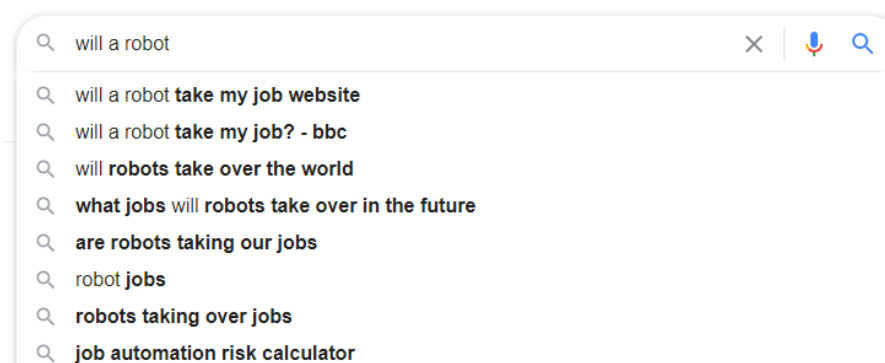 will a robot
will a robot take my job website
will a robot take my job? - bbc
will robots take over the world
what jobs will robots take over in the future
are robots taking our jobs
robot jobs
robots taking over jobs
job automation risk calculator